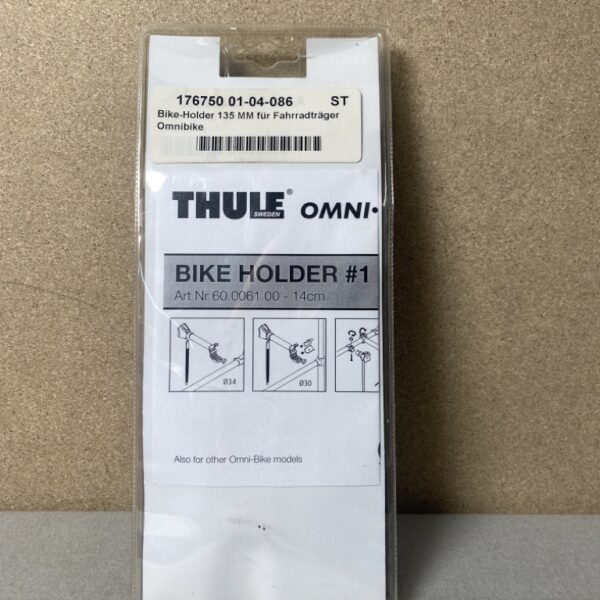 176750 01-04-086 ST
Bike-Holder 135 MM für Fahrradträger
Omnibike
THULE® OMNI•
SWEDEN
BIKE HOLDER #1
Art Nr 60 0061 00 - 14cm
Ø34 Ø30
Also for other Omni-Bike models